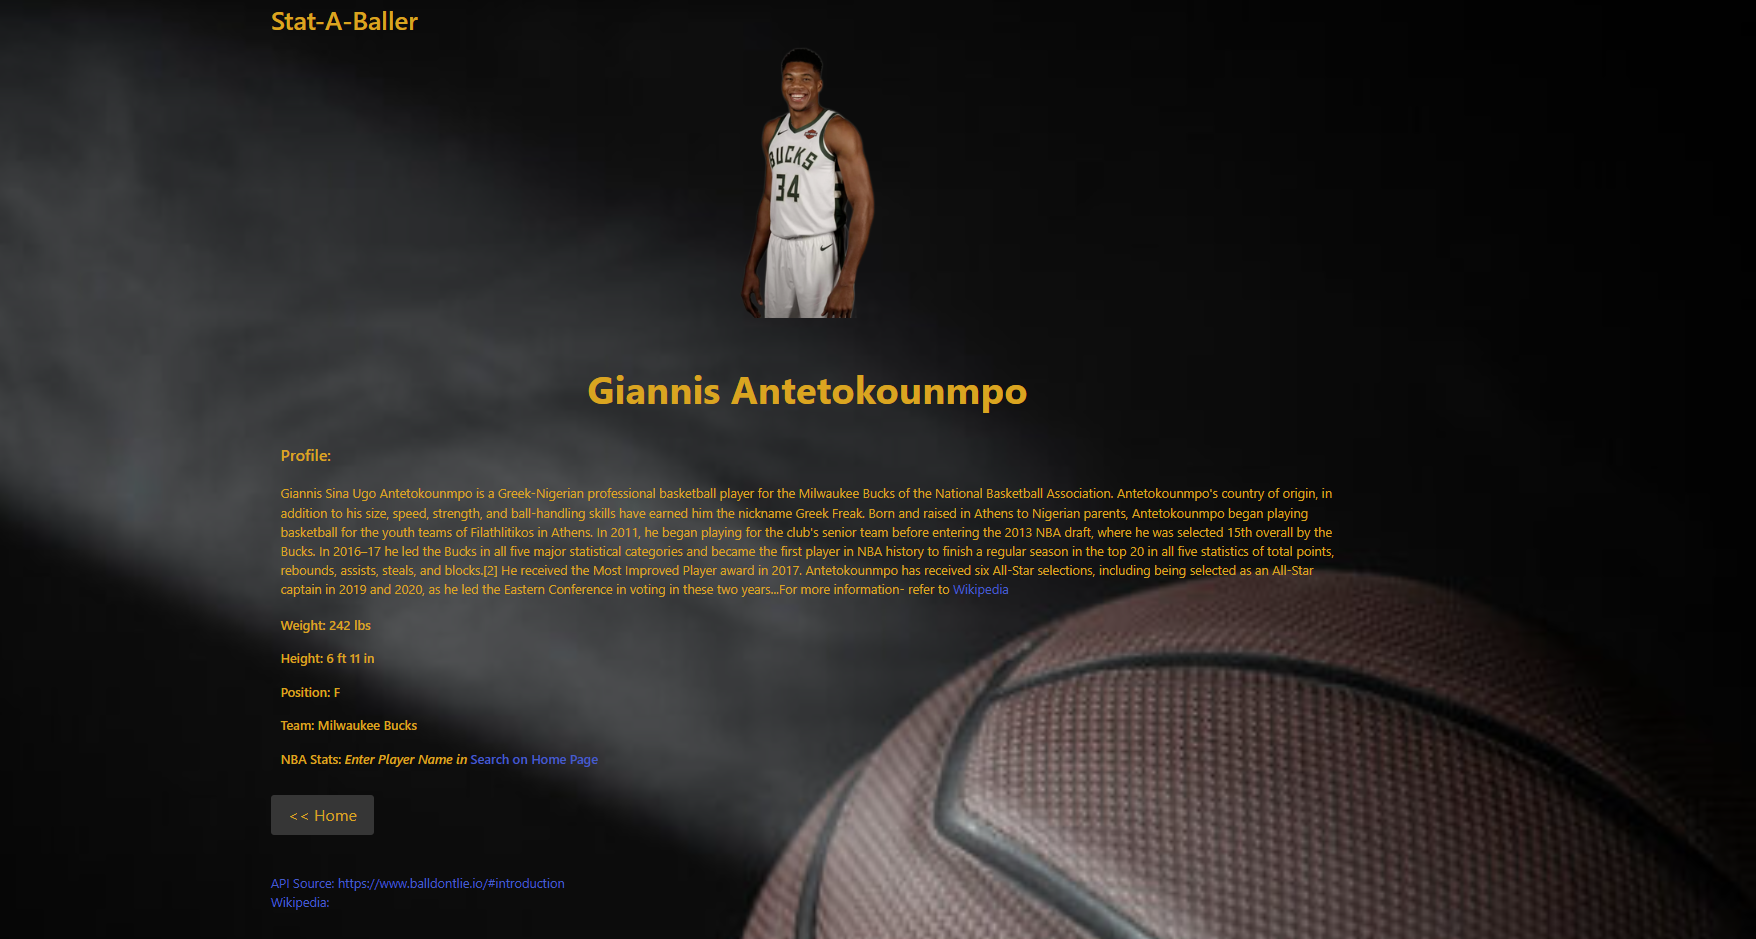 Stat-A-Baller
BUCKS
34
Giannis Antetokounmpo
Profile:
Giannis Sina Ugo Antetokounmpo is a Greek-Nigerian professional basketball player for the Milwaukee Bucks of the National Basketball Association. Antetokounmpo's country of origin, in
addition to his size, speed, strength, and ball-handling skills have earned him the nickname Greek Freak. Born and raised in Athens to Nigerian parents, Antetokounmpo began playing
basketball for the youth teams of Filathlitikos in Athens. In 2011, he began playing for the club's senior team before entering the 2013 NBA draft, where he was selected 15th overall by the
Bucks. In 2016–17 he led the Bucks in all five major statistical categories and became the first player in NBA history to finish a regular season in the top 20 in all five statistics of total points,
rebounds, assists, steals, and blocks.[2] He received the Most Improved Player award in 2017. Antetokounmpo has received six All-Star selections, including being selected as an All-Star
captain in 2019 and 2020, as he led the Eastern Conference in voting in these two years...For more information- refer to Wikipedia
Weight: 242 lbs
Height: 6 ft 11 in
Position: F
Team: Milwaukee Bucks
NBA Stats: Enter Player Name in Search on Home Page
<< Home
API Source: https://www.balldontlie.io/#introduction
Wikipedia: